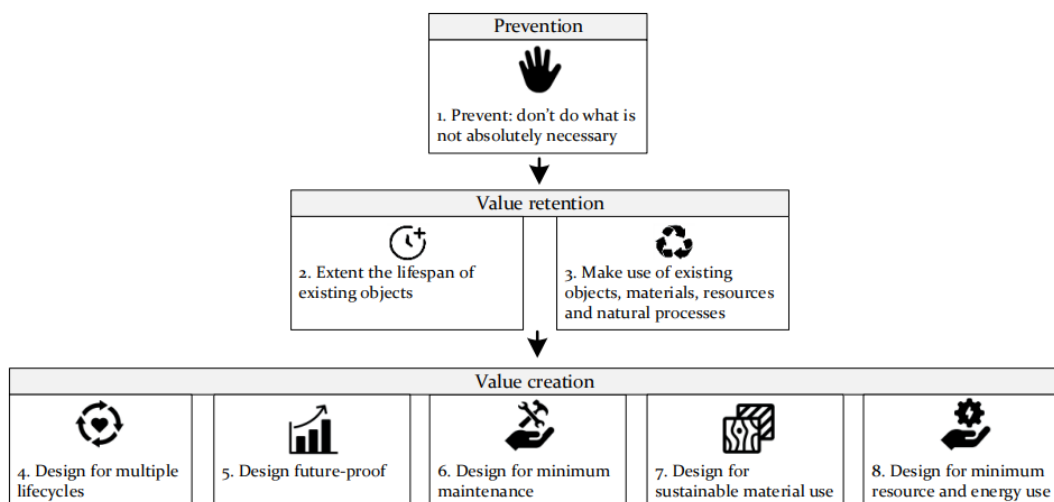 Prevention
1. Prevent: don't do what is
not absolutely necessary
Value retention
2. Extent the lifespan of
existing objects
3. Make use of existing
objects, materials, resources
and natural processes
Value creation
4. Design for multiple
lifecycles
5. Design future-proof
6. Design for minimum
maintenance
7. Design for
sustainable material use
8. Design for minimum
resource and energy use